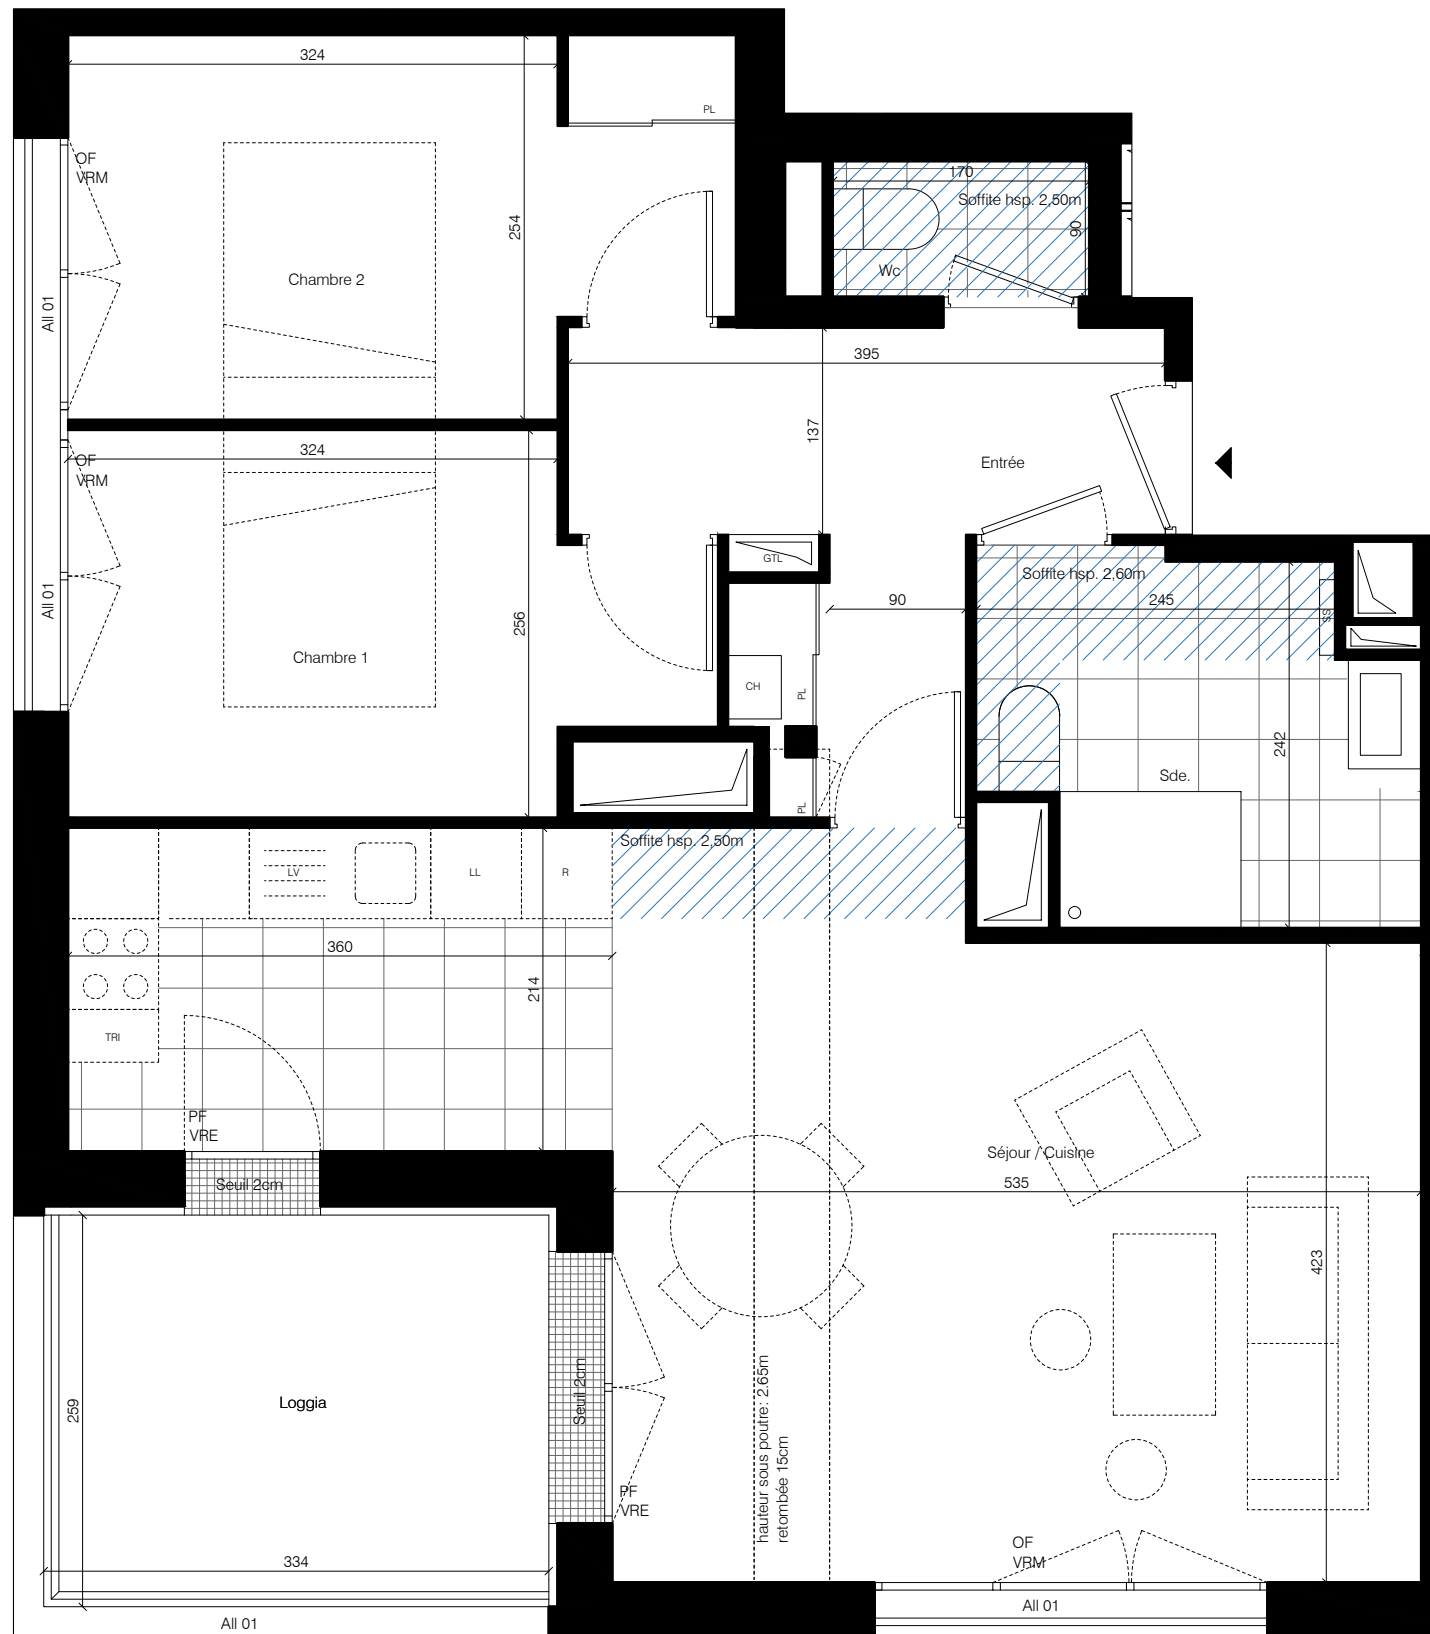 324
PL
OF
VRM
170
Soffite hsp. 2,50m
90
Wc
254
Chambre 2
All 01
395
137
324
OF
VRM
Entrée
GTL
Soffite hsp. 2,60m
245
SS
90
All 01
256
Chambre 1
CH
PL
242
Sde.
PL
Soffite hsp. 2,50m
LV
LL
R
360
214
TRI
PF
VRE
Séjour / Cuisine
Seuil 2cm
535
423
259
Loggia
Seuil 2cm
hauteur sous poutre: 2.65m
retombée 15cm
PF
VRE
OF
VRM
334
All 01
All 01